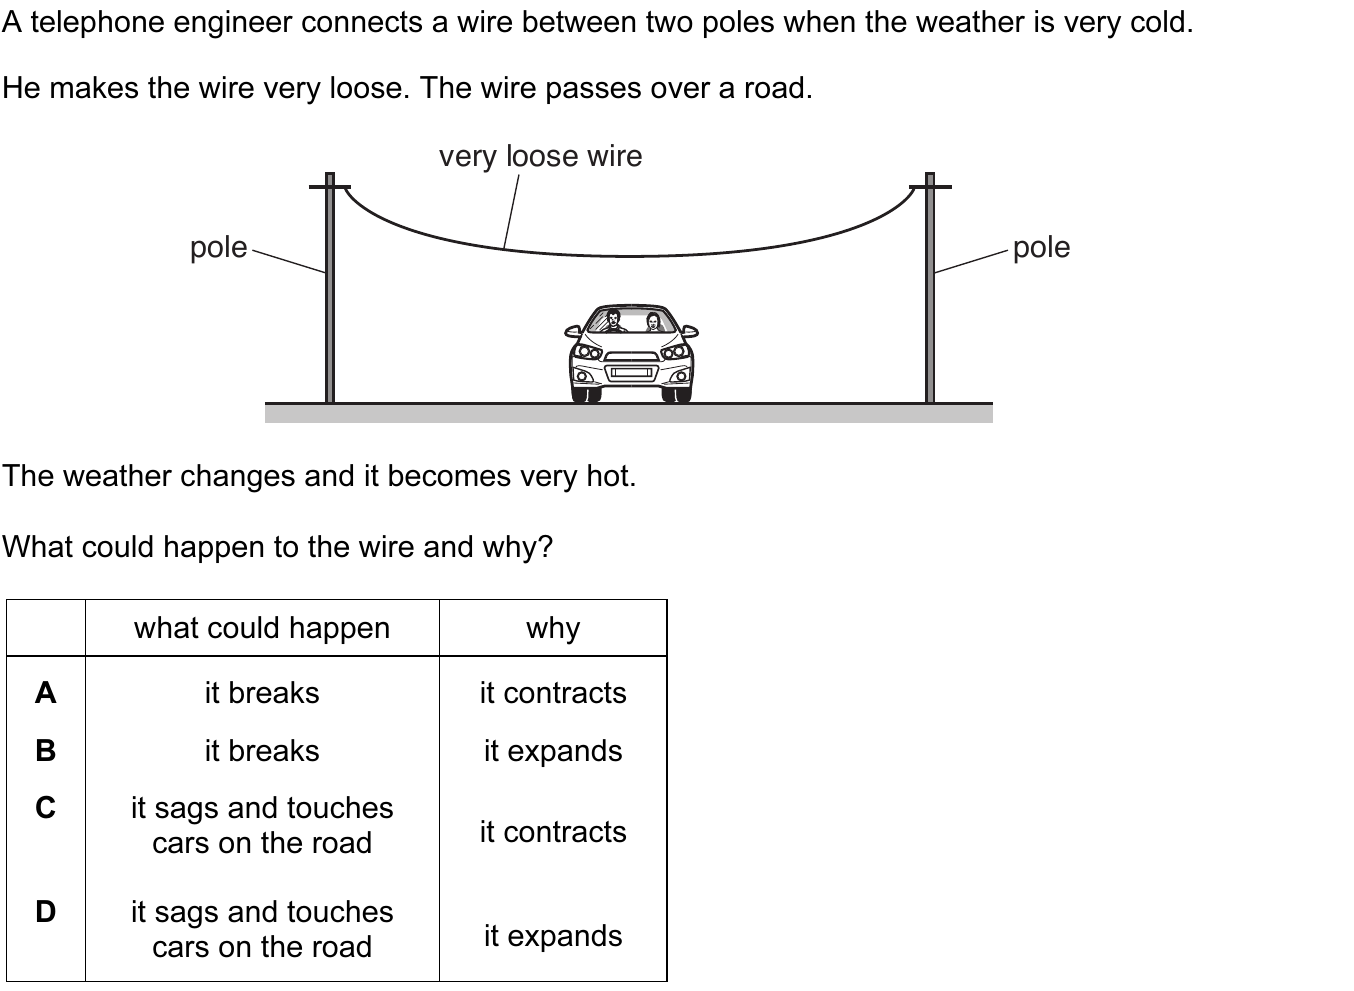 A telephone engineer connects a wire between two poles when the weather is very cold.
He makes the wire very loose. The wire passes over a road.
very loose wire
pole
pole
The weather changes and it becomes very hot.
What could happen to the wire and why?
what could happen why
A it breaks it contracts
B it breaks it expands
C it sags and touches
cars on the road it contracts
D it sags and touches
cars on the road it expands